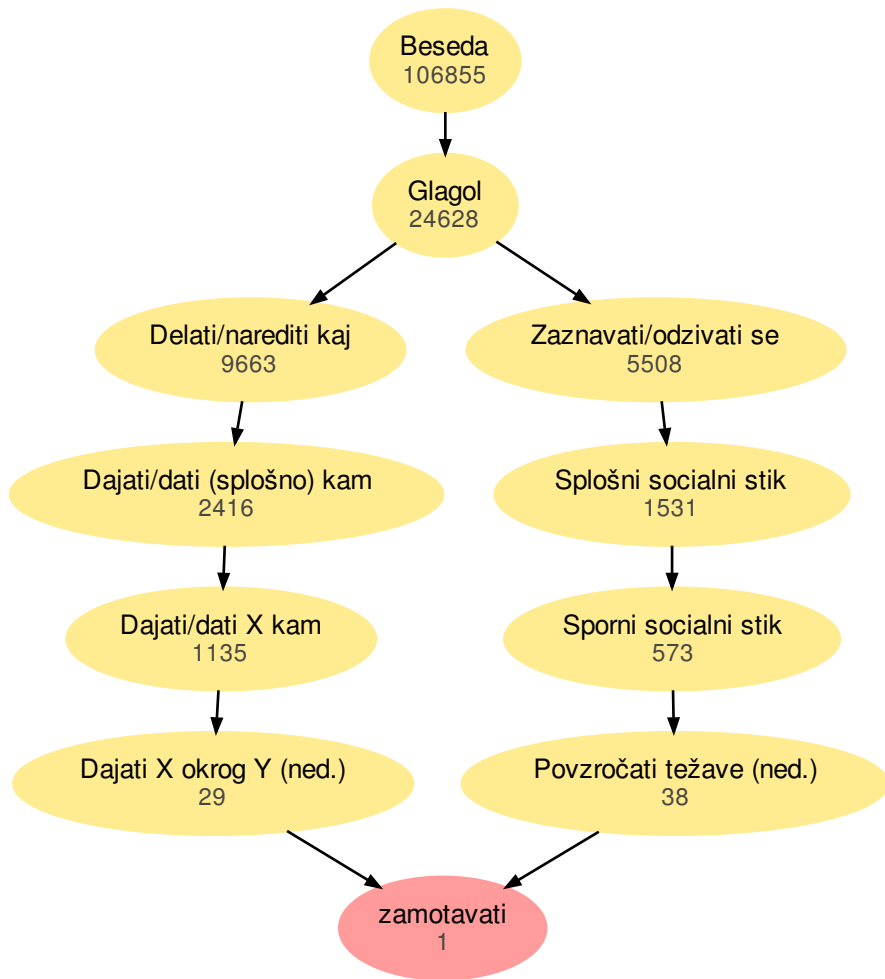 Beseda
106855
Glagol
24628
Delati/narediti kaj
9663
Zaznavati/odzivati se
5508
Dajati/dati (splošno) kam
2416
Splošni socialni stik
1531
Dajati/dati X kam
1135
Sporni socialni stik
573
Dajati X okrog Y (ned.)
29
Povzročati težave (ned.)
38
zamotavati
1